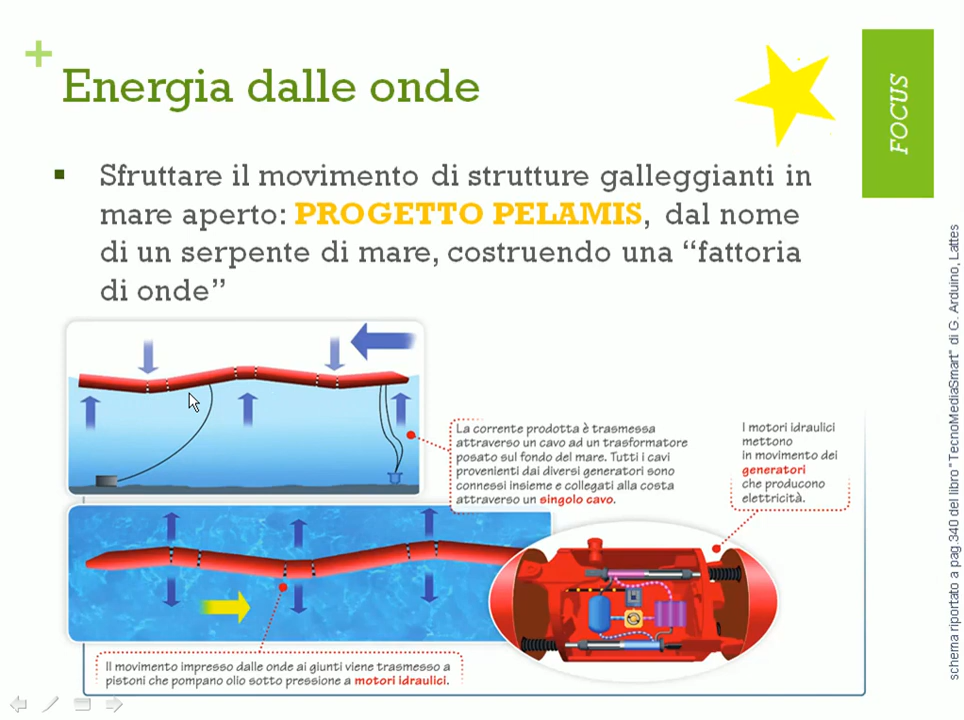 +
Energia dalle onde
FOCUS
Sfruttare il movimento di strutture galleggianti in
mare aperto: PROGETTO PELAMIS, dal nome
di un serpente di mare, costruendo una “fattoria
di onde”
La corrente prodotta è trasmessa
attraverso un cavo ad un trasformatore
posato sul fondo del mare. Tutti i cavi
provenienti dai diversi generatori sono
connessi insieme e collegati alla costa
attraverso un singolo cavo.
I motori idraulici
mettono
in movimento dei
generatori
che producono
elettricità.
Il movimento impresso dalle onde ai giunti viene trasmesso a
pistoni che pompano olio sotto pressione a motori idraulici.
schema riportato a pag.340 del libro "TecnoMediaSmart" di G. Arduino, Lattes